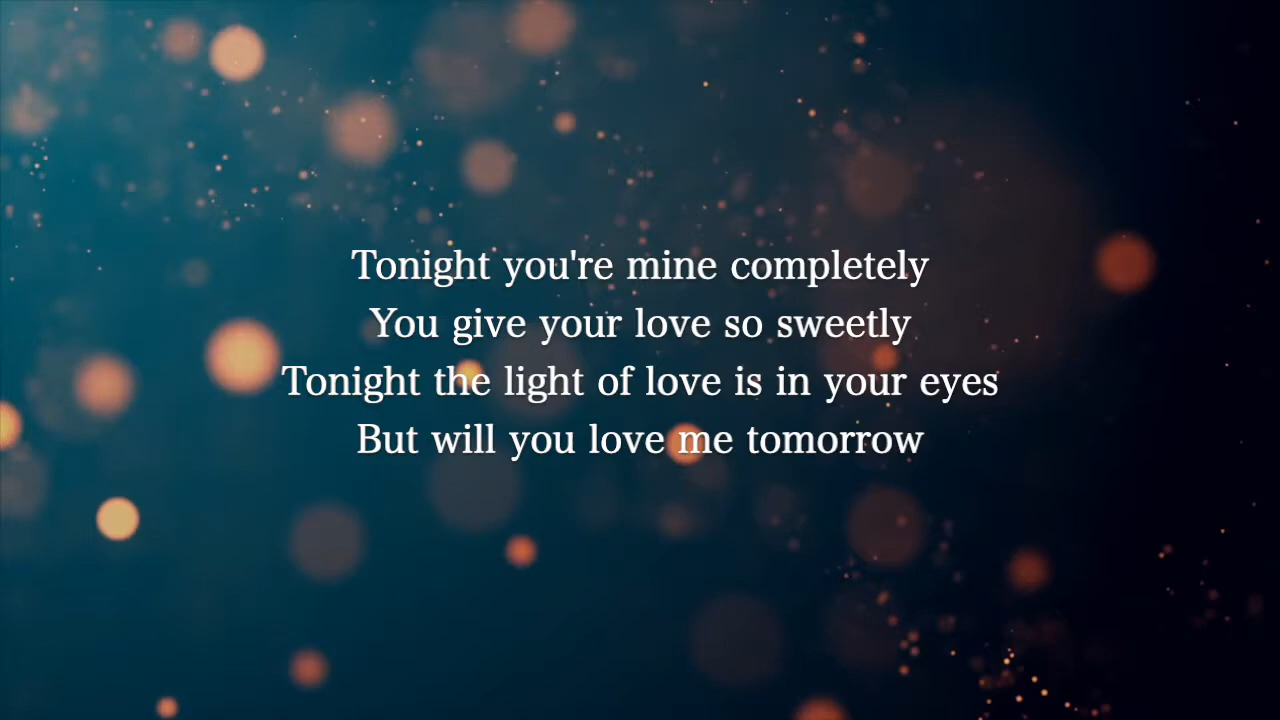 Tonight you're mine completely
You give your love so sweetly
Tonight the light of love is in your eyes
But will you love me tomorrow